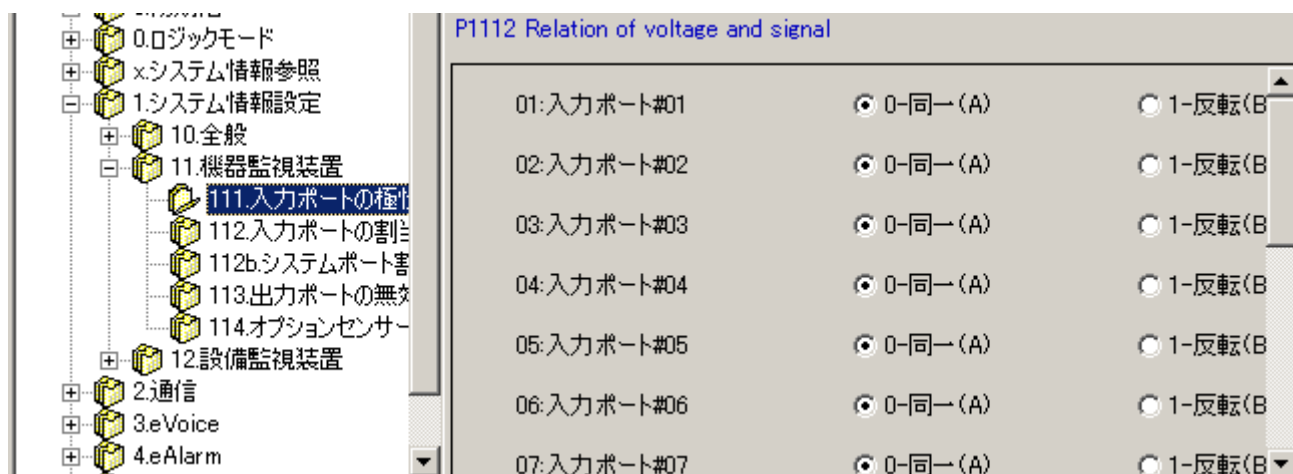 0.ロジックモード
x.システム情報参照
1.システム情報設定
10.全般
11.機器監視装置
111.入力ポートの極性
112.入力ポートの割当
112b.システムポート割
113.出力ポートの無効
114.オプションセンサー
12.設備監視装置
2.通信
3.eVoice
4.eAlarm
P1112 Relation of voltage and signal
01:入力ポート#01 0-同一(A) 1-反転(B
02:入力ポート#02 0-同一(A) 1-反転(B
03:入力ポート#03 0-同一(A) 1-反転(B
04:入力ポート#04 0-同一(A) 1-反転(B
05:入力ポート#05 0-同一(A) 1-反転(B
06:入力ポート#06 0-同一(A) 1-反転(B
07:入力ポート#07 0-同一(A) 1-反転(B